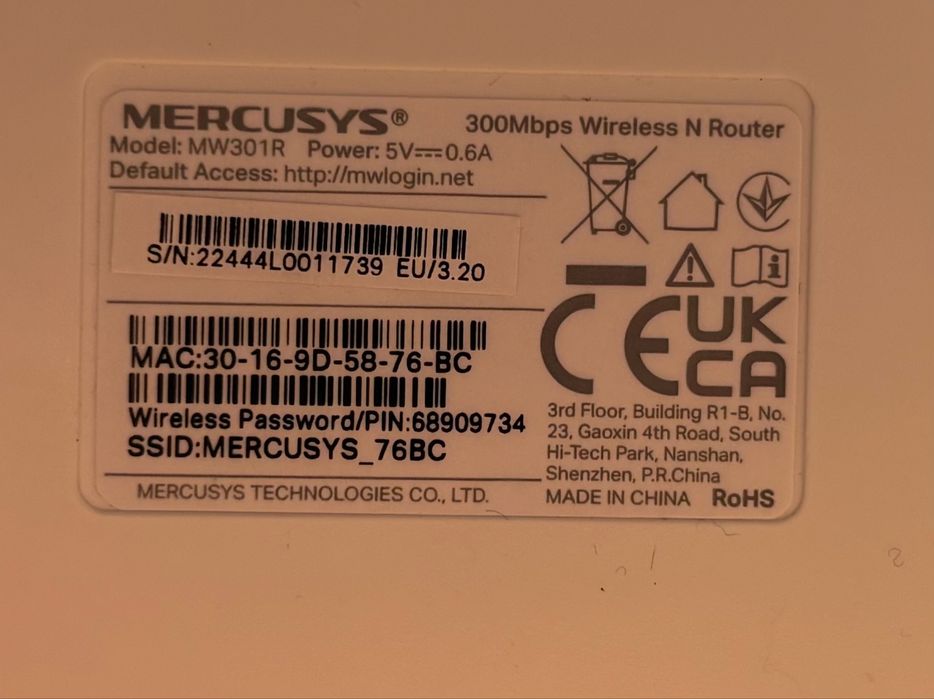 MERCUSYS® 300Mbps Wireless N Router
Model: MW301R Power: 5V⎓0.6A
Default Access: http://mwlogin.net
S/N:22444L0011739 EU/3.20
MAC:30-16-9D-58-76-BC
Wireless Password/PIN:68909734
SSID:MERCUSYS_76BC
MERCUSYS TECHNOLOGIES CO., LTD.
CE UK
CA
3rd Floor, Building R1-B, No.
23, Gaoxin 4th Road, South
Hi-Tech Park, Nanshan,
Shenzhen, P.R.China
MADE IN CHINA RoHS